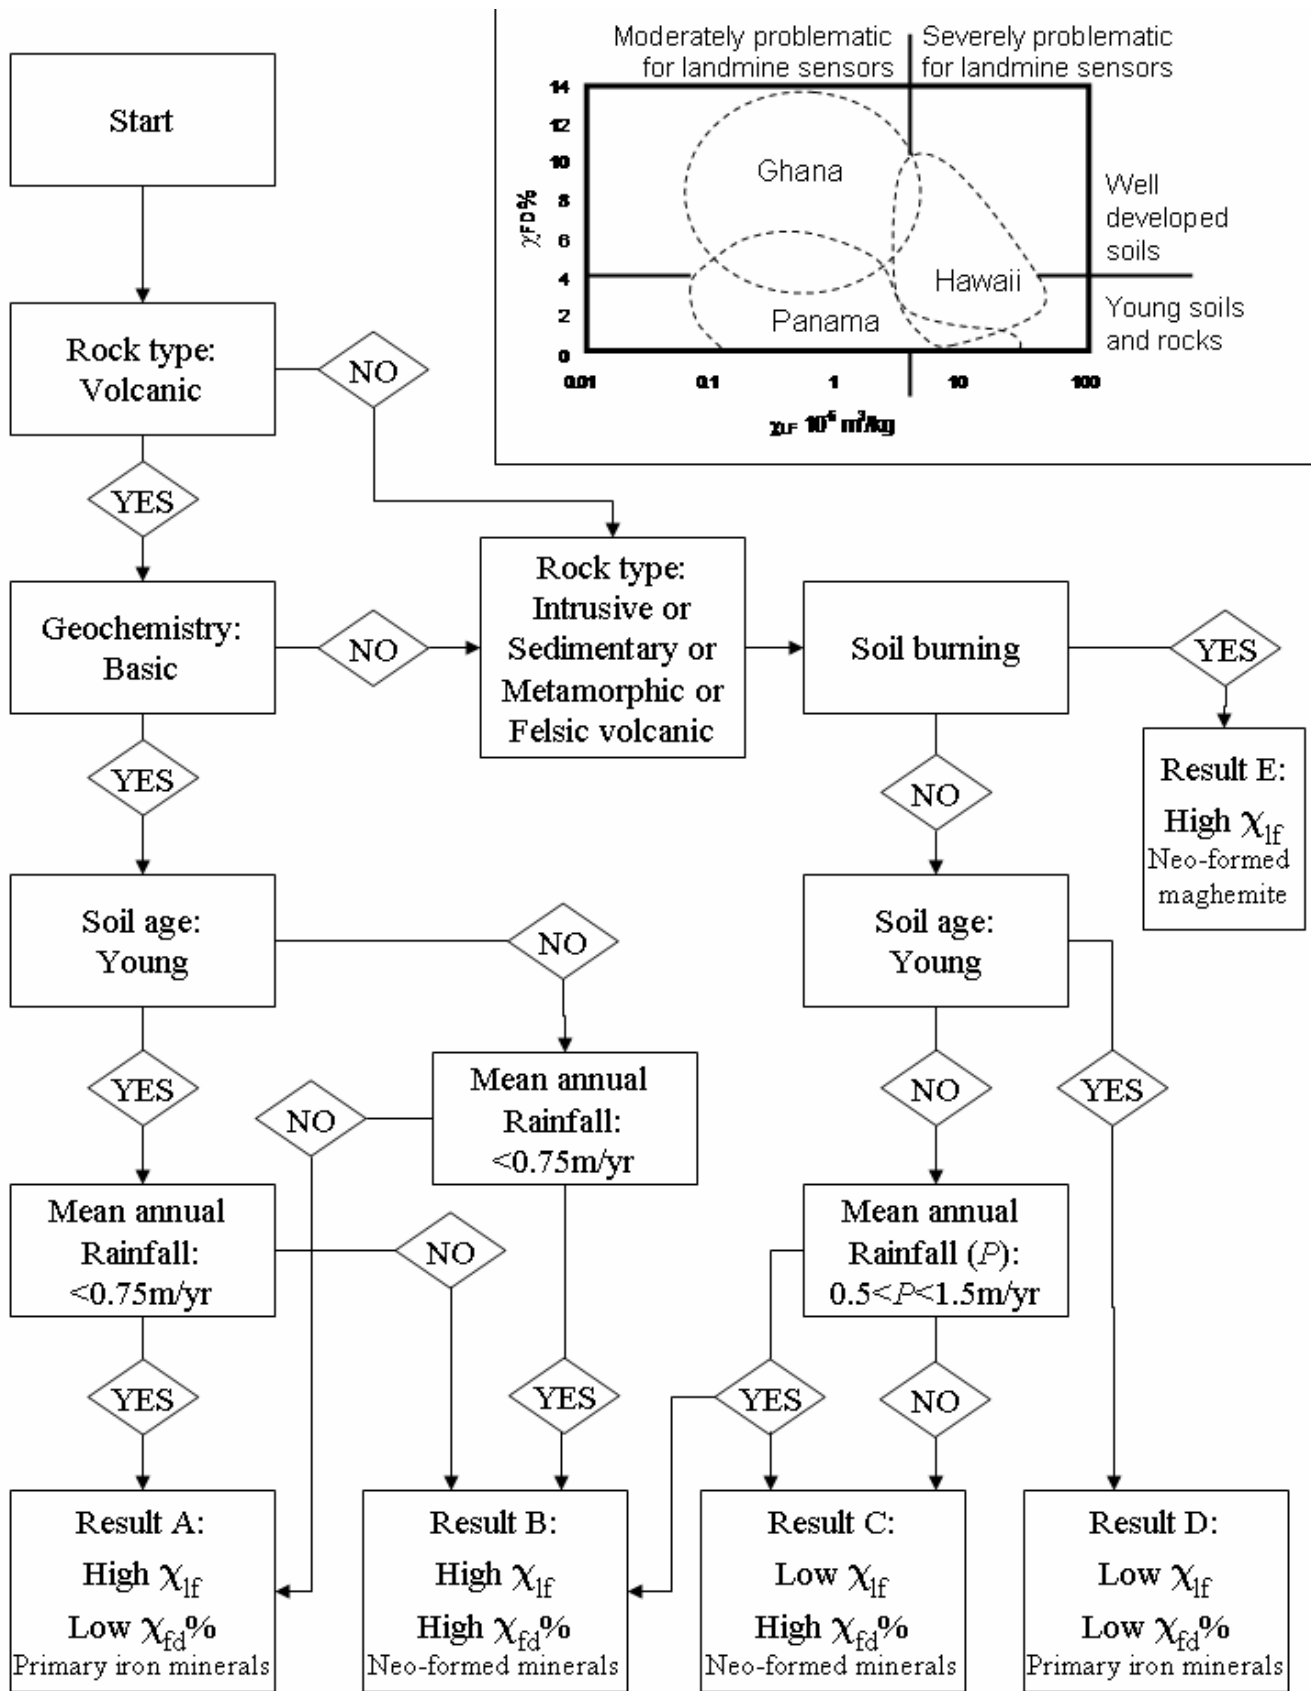 Start
Moderately problematic
for landmine sensors
Severely problematic
for landmine sensors
14
12
10
8
6
4
2
0
χFD%
Ghana
Hawaii
Panama
Well
developed
soils
Young soils
and rocks
0.01
0.1
1
10
100
χLF 10⁻⁶ m³/kg
Rock type:
Volcanic
NO
YES
Geochemistry:
Basic
NO
Rock type:
Intrusive or
Sedimentary or
Metamorphic or
Felsic volcanic
Soil burning
YES
YES
NO
Result E:
High χlf
Neo-formed
maghemite
Soil age:
Young
NO
Soil age:
Young
YES
NO
Mean annual
Rainfall:
<0.75m/yr
NO
YES
Mean annual
Rainfall:
<0.75m/yr
NO
Mean annual
Rainfall (P):
0.5<P<1.5m/yr
YES
YES
YES
NO
Result A:
High χlf
Low χfd%
Primary iron minerals
Result B:
High χlf
High χfd%
Neo-formed minerals
Result C:
Low χlf
High χfd%
Neo-formed minerals
Result D:
Low χlf
Low χfd%
Primary iron minerals